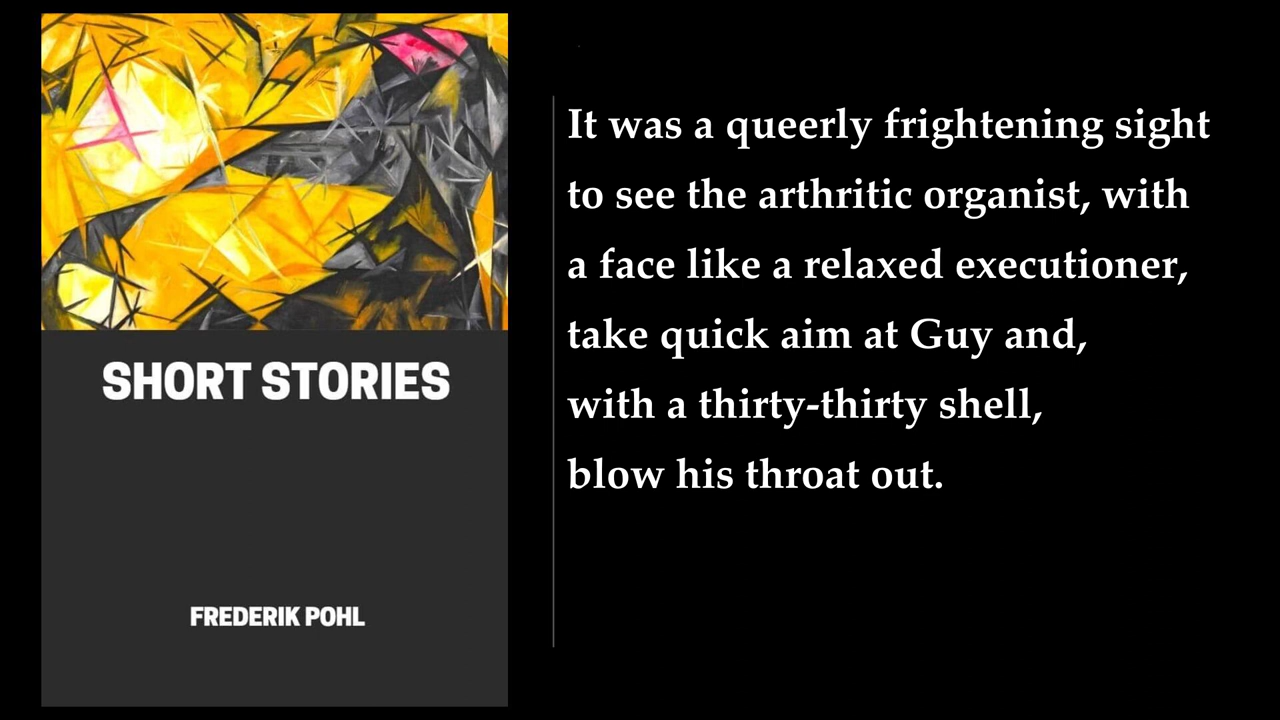 SHORT STORIES
FREDERIK POHL
It was a queerly frightening sight
to see the arthritic organist, with
a face like a relaxed executioner,
take quick aim at Guy and,
with a thirty-thirty shell,
blow his throat out.